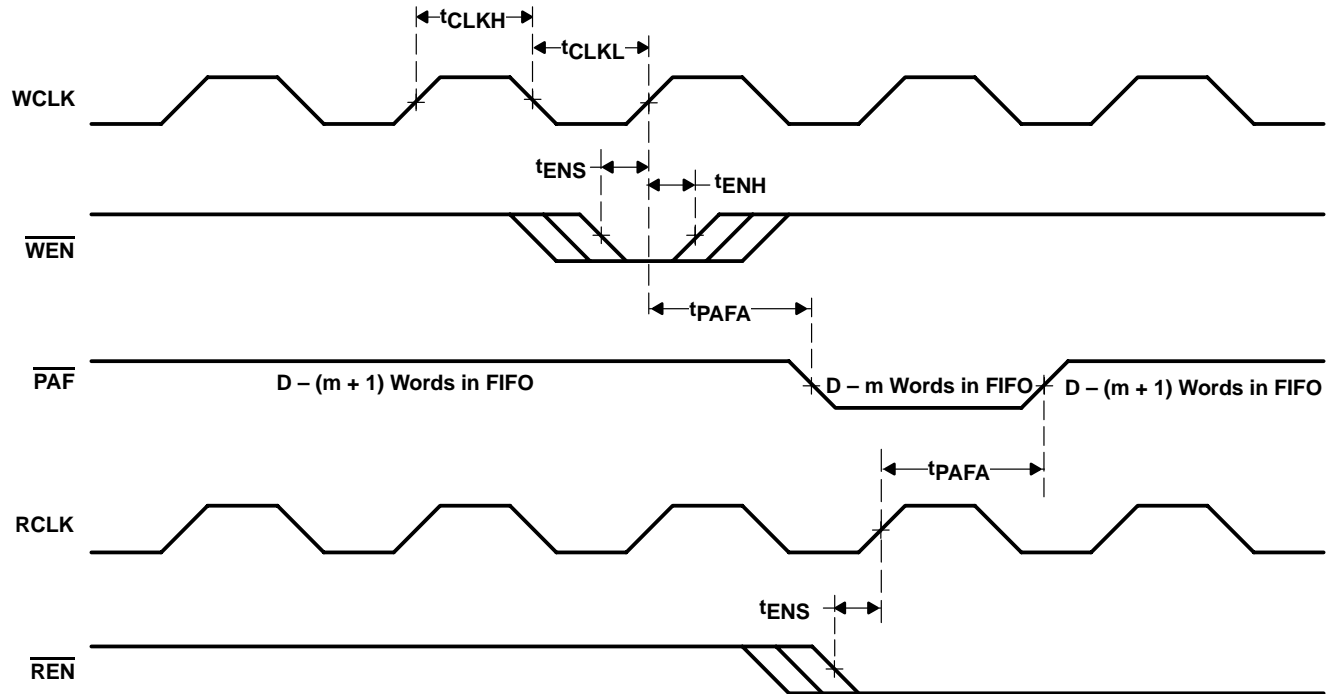 tCLKH
tCLKL
WCLK
tENS
tENH
WEN
tPAFA
PAF
D – (m + 1) Words in FIFO
D – m Words in FIFO
D – (m + 1) Words in FIFO
tPAFA
RCLK
tENS
REN